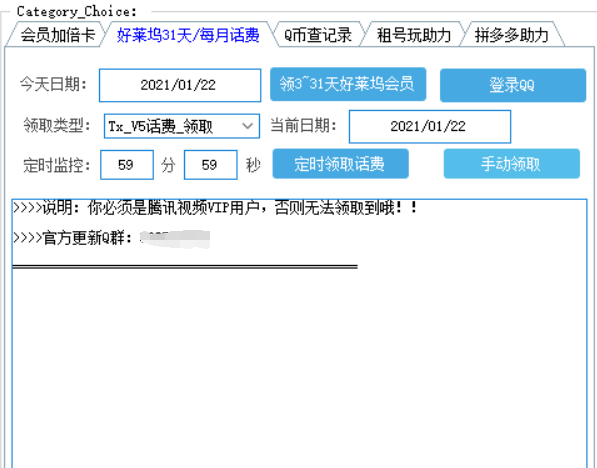 Category_Choice:
会员加倍卡 好莱坞31天/每月话费 Q币查记录 租号玩助力 拼多多助力
今天日期: 2021/01/22 领3~31天好莱坞会员 登录QQ
领取类型: Tx_V5话费_领取 当前日期: 2021/01/22
定时监控: 59 分 59 秒 定时领取话费 手动领取
>>>>说明: 你必须是腾讯视频VIP用户, 否则无法领取到哦! !
>>>>官方更新Q群: